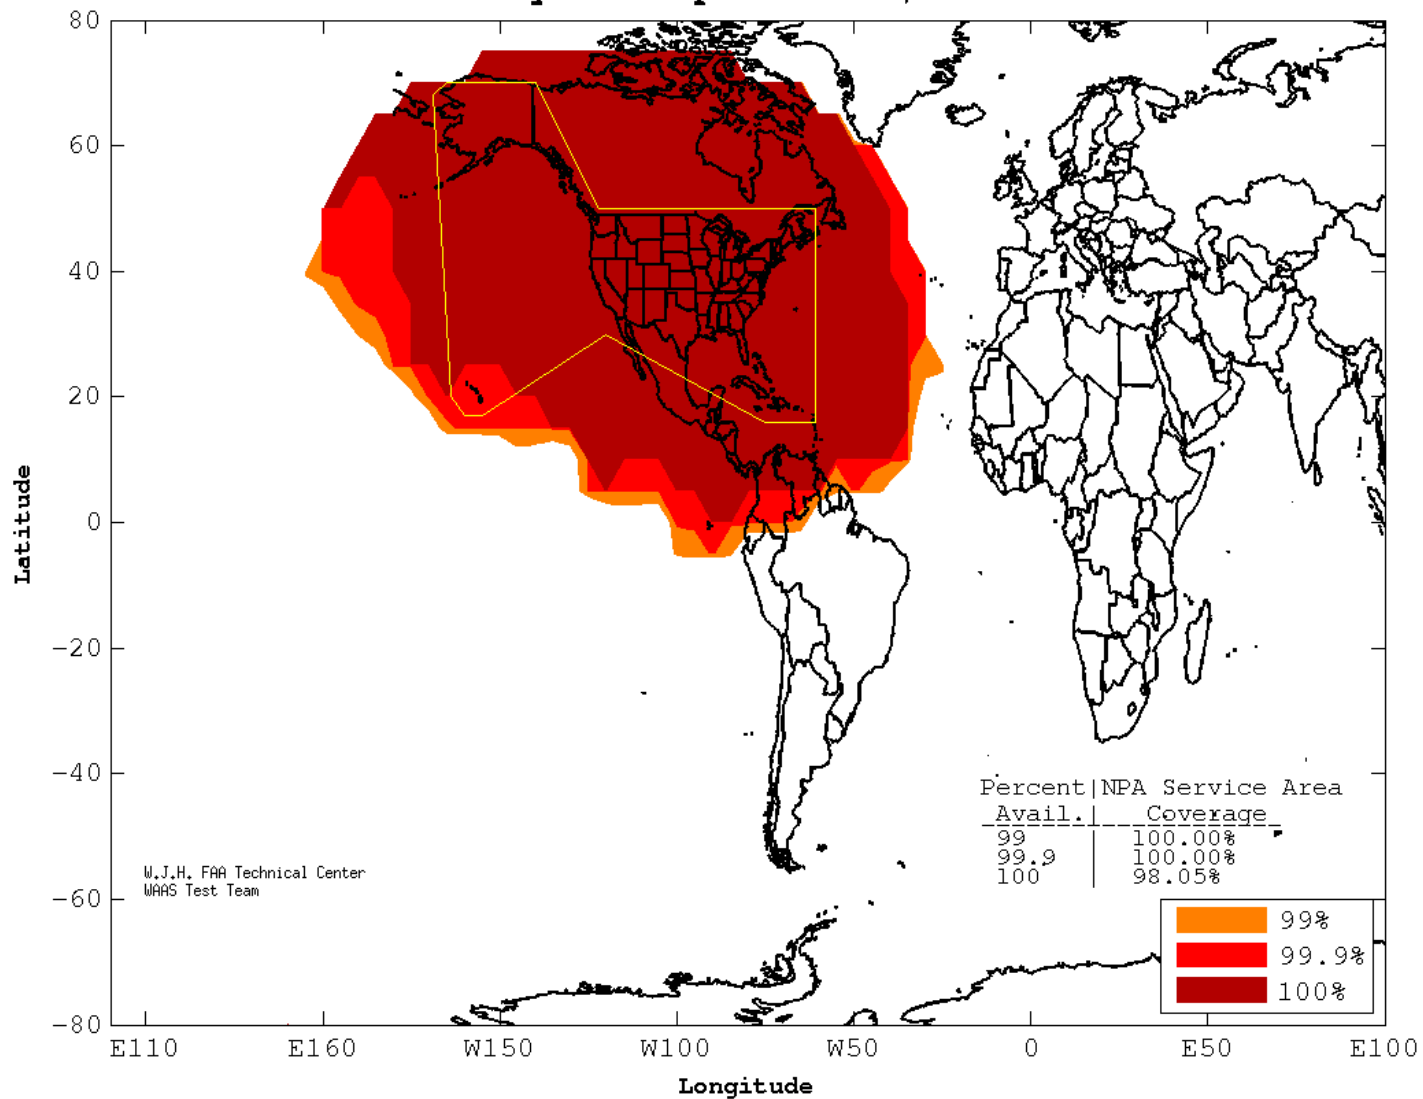 80
60
40
20
0
−20
−40
−60
−80
Latitude
E110 E160 W150 W100 W50 0 E50 E100
Longitude
W.J.H. FAA Technical Center
WAAS Test Team
Percent|NPA Service Area
Avail.| Coverage
99 | 100.00%
99.9 | 100.00%
100 | 98.05%
99%
99.9%
100%